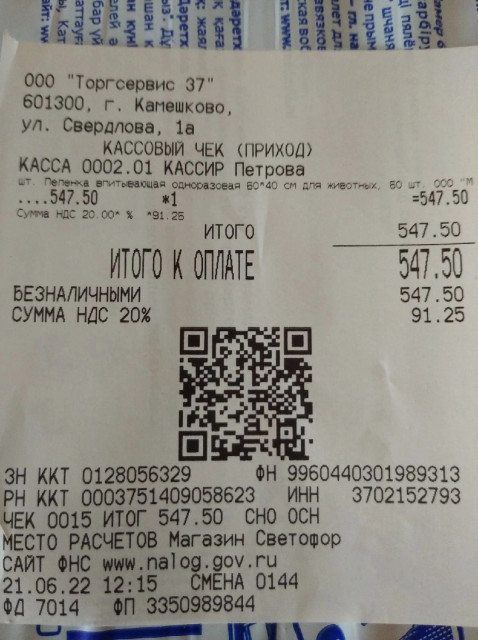 ООО "Торгсервис 37"
601300, г. Камешково,
ул. Свердлова, 1а
КАССОВЫЙ ЧЕК (ПРИХОД)
КАССА 0002.01 КАССИР Петрова
шт. Пеленка впитывающая одноразовая 60*40 см для животных, 60 шт. ООО "М
....547.50 *1 =547.50
Сумма НДС 20.00* % *91.25
ИТОГО 547.50
ИТОГО К ОПЛАТЕ 547.50
БЕЗНАЛИЧНЫМИ 547.50
СУММА НДС 20% 91.25
ЗН ККТ 0128056329 ФН 9960440301989313
РН ККТ 0003751409058623 ИНН 3702152793
ЧЕК 0015 ИТОГ 547.50 СНО ОСН
МЕСТО РАСЧЕТОВ Магазин Светофор
САЙТ ФНС www.nalog.gov.ru
21.06.22 12:15 СМЕНА 0144
ФД 7014 ФП 3350989844